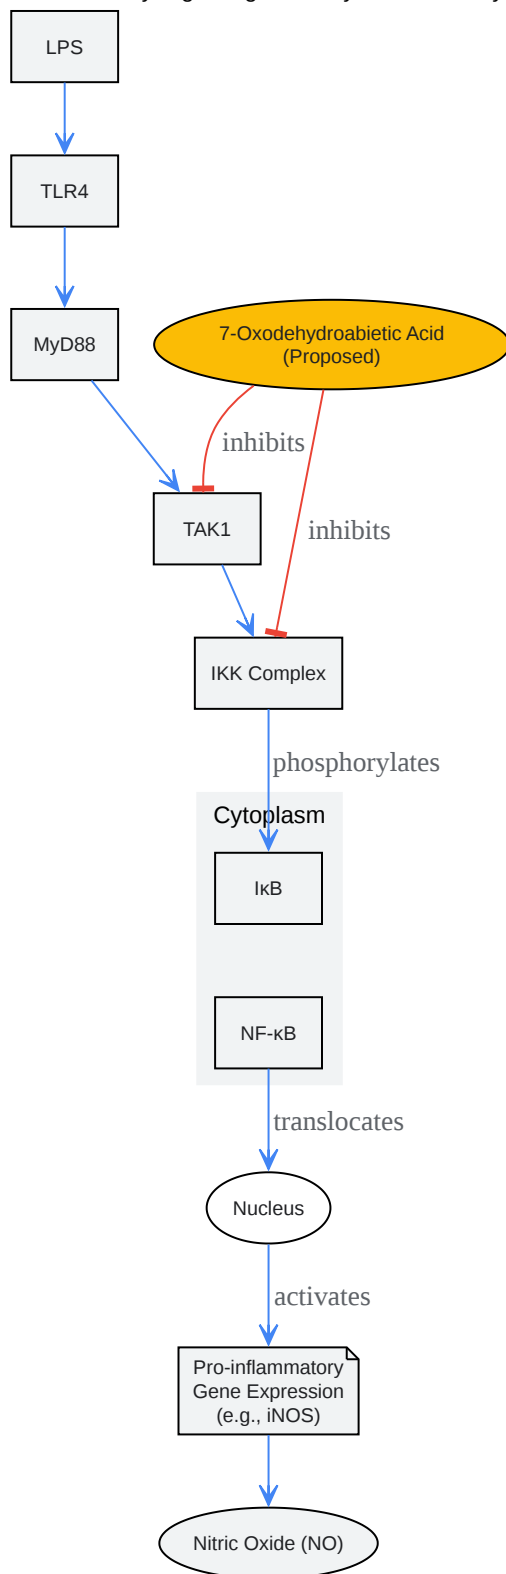 LPS
TLR4
MyD88
7-Oxodehydroabietic Acid
(Proposed)
inhibits
TAK1
inhibits
IKK Complex
phosphorylates
Cytoplasm
IκB
NF-κB
translocates
Nucleus
activates
Pro-inflammatory
Gene Expression
(e.g., iNOS)
Nitric Oxide (NO)